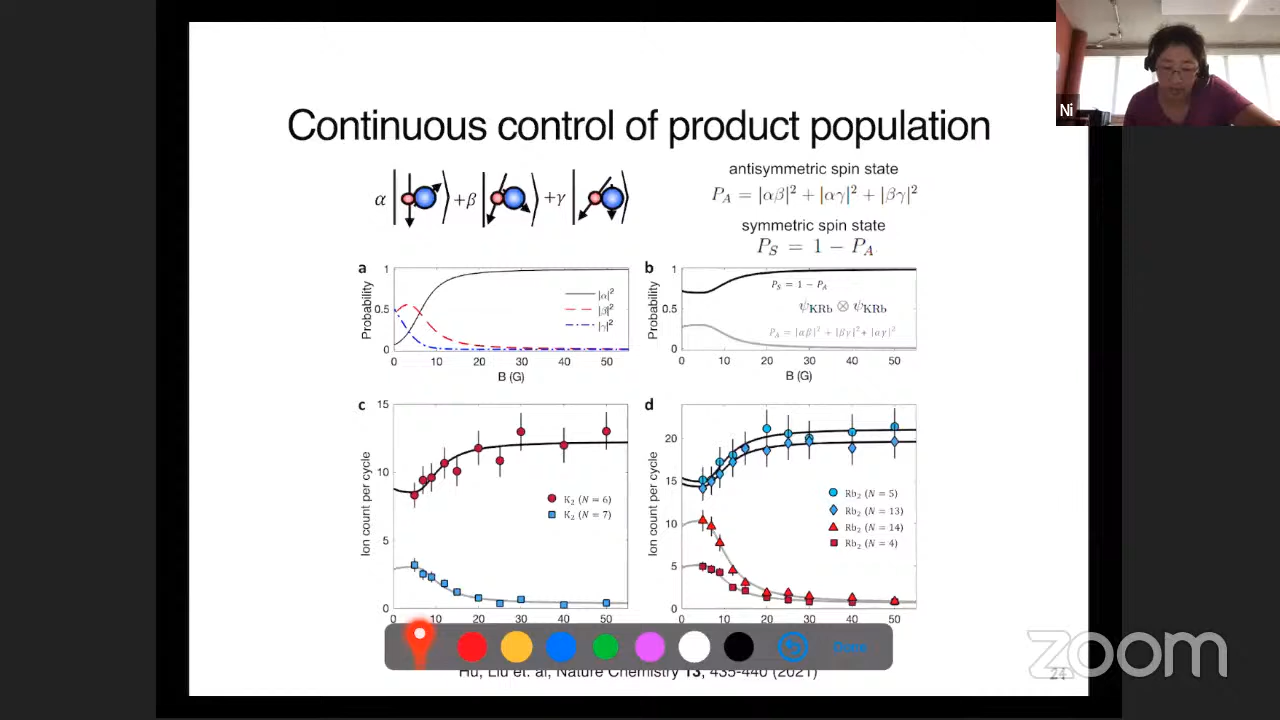 Ni
Continuous control of product population
α | ⟩ +β | ⟩ +γ | ⟩
antisymmetric spin state
P_A = |αβ|² + |αγ|² + |βγ|²
symmetric spin state
P_S = 1 − P_A
a
1
0.5
0
Probability
|α|²
|β|²
|γ|²
0 10 20 30 40 50
B (G)
b
1
0.5
0
Probability
P_S = 1 − P_A
ψ_KRb ⊗ ψ_KRb
P_A = |αβ|² + |βγ|² + |αγ|²
0 10 20 30 40 50
B (G)
c
15
10
5
0
Ion count per cycle
K₂ (N = 6)
K₂ (N = 7)
0 10 20 30 40 50
d
20
15
10
5
0
Ion count per cycle
Rb₂ (N = 5)
Rb₂ (N = 13)
Rb₂ (N = 14)
Rb₂ (N = 4)
0 10 20 30 40 50
Done
Hu, Liu et. al, Nature Chemistry 13, 435-440 (2021)
24
zoom